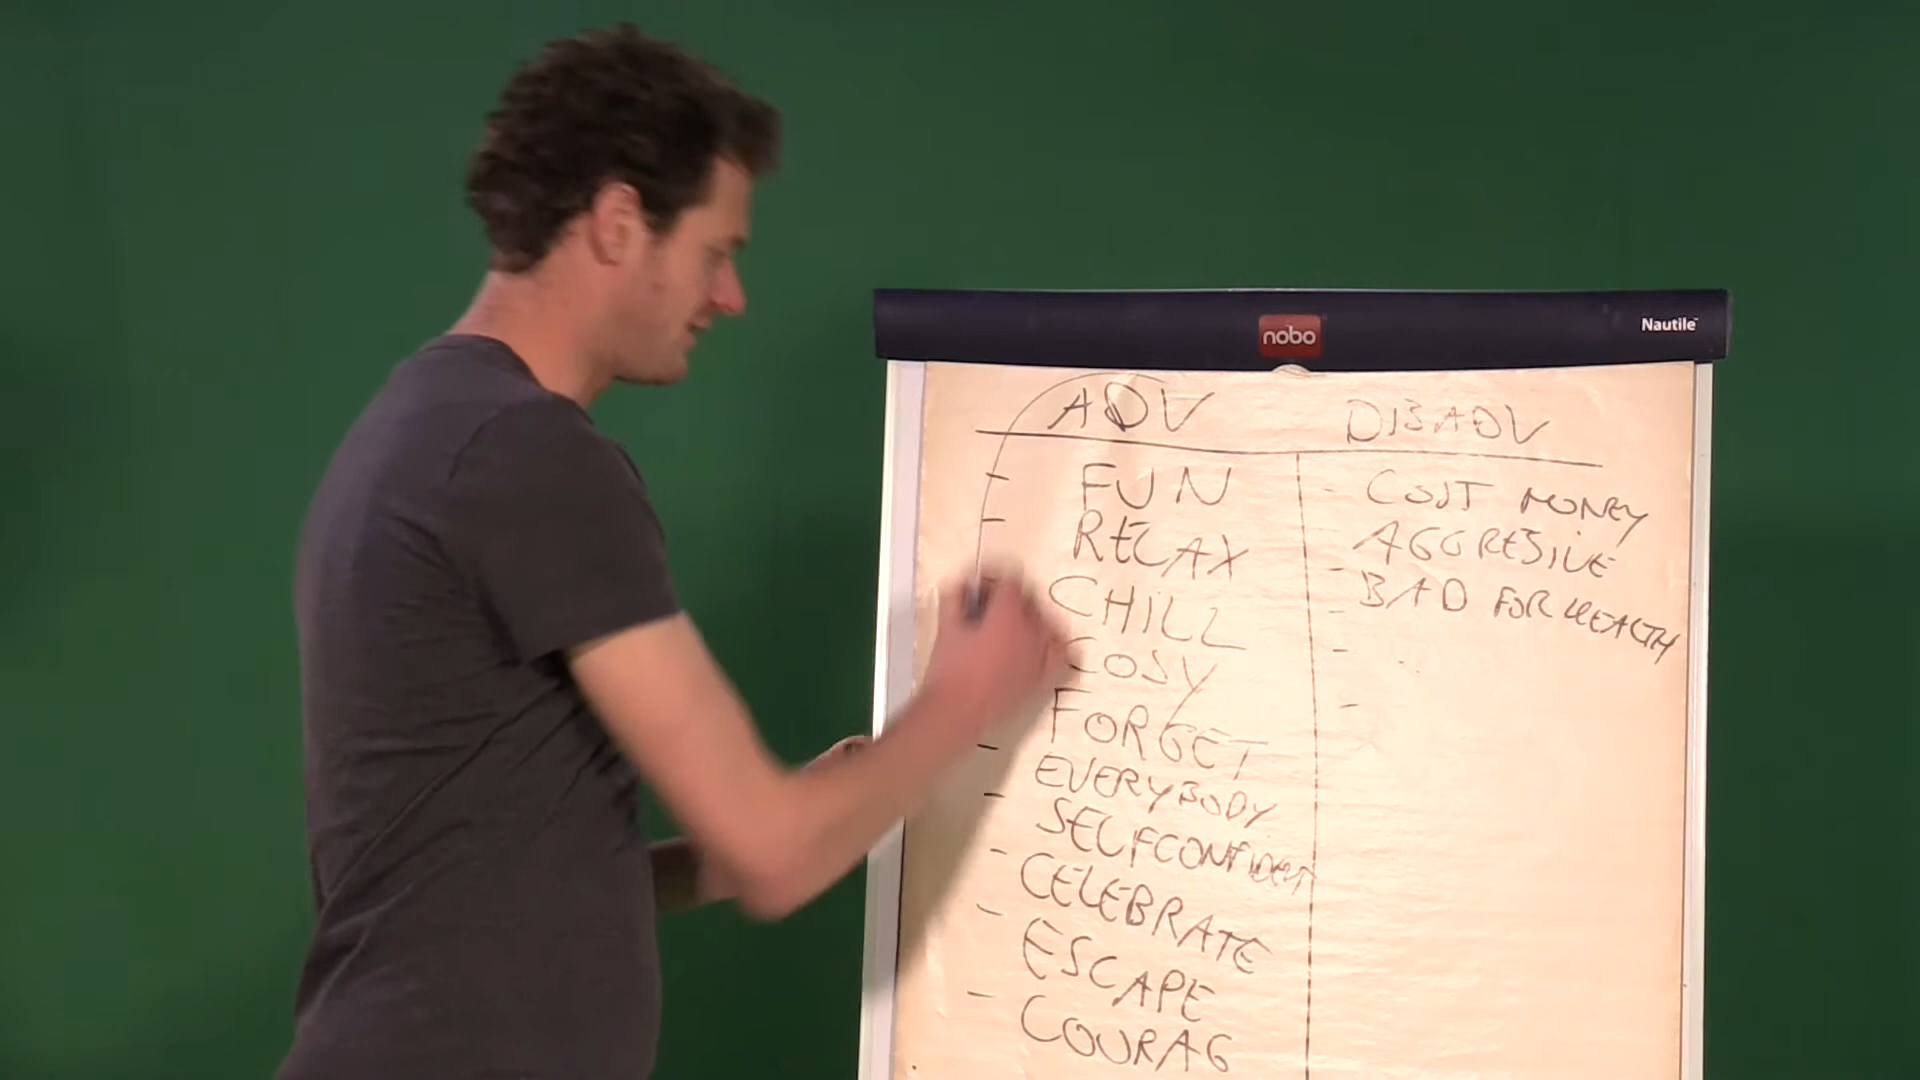 nobo
Nautile
ADV
FUN
RELAX
CHILL
COSY
FORGET
EVERYBODY
SELFCONFIDENT
CELEBRATE
ESCAPE
COURAG
DISADV
COST MONEY
AGGRESIVE
BAD FOR HEALTH